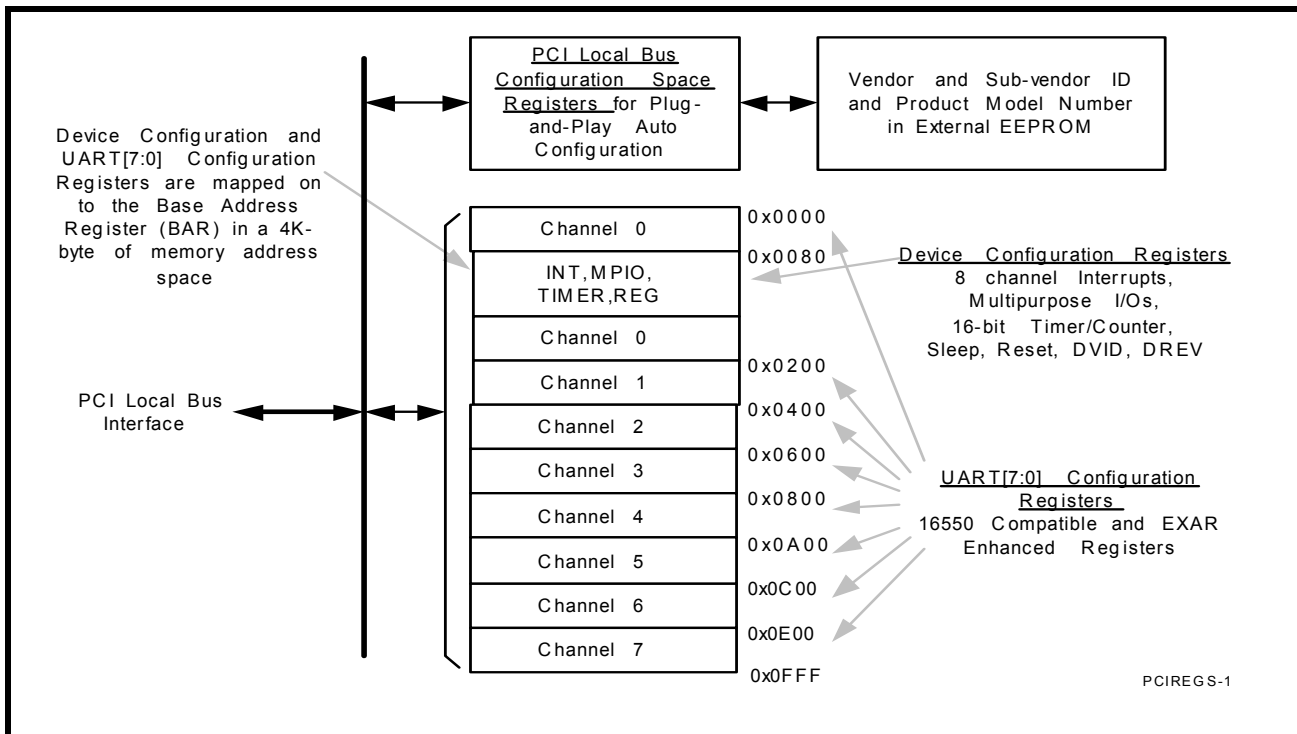 PCI Local Bus
Configuration Space
Registers for Plug-
and-Play Auto
Configuration
Vendor and Sub-vendor ID
and Product Model Number
in External EEPROM
Device Configuration and
UART[7:0] Configuration
Registers are mapped on
to the Base Address
Register (BAR) in a 4K-
byte of memory address
space
PCI Local Bus
Interface
Channel 0
INT, MPIO,
TIMER, REG
Channel 0
Channel 1
Channel 2
Channel 3
Channel 4
Channel 5
Channel 6
Channel 7
0x0000
0x0080
0x0200
0x0400
0x0600
0x0800
0x0A00
0x0C00
0x0E00
0x0FFF
Device Configuration Registers
8 channel Interrupts,
Multipurpose I/Os,
16-bit Timer/Counter,
Sleep, Reset, DVID, DREV
UART[7:0] Configuration
Registers
16550 Compatible and EXAR
Enhanced Registers
PCIREGS-1